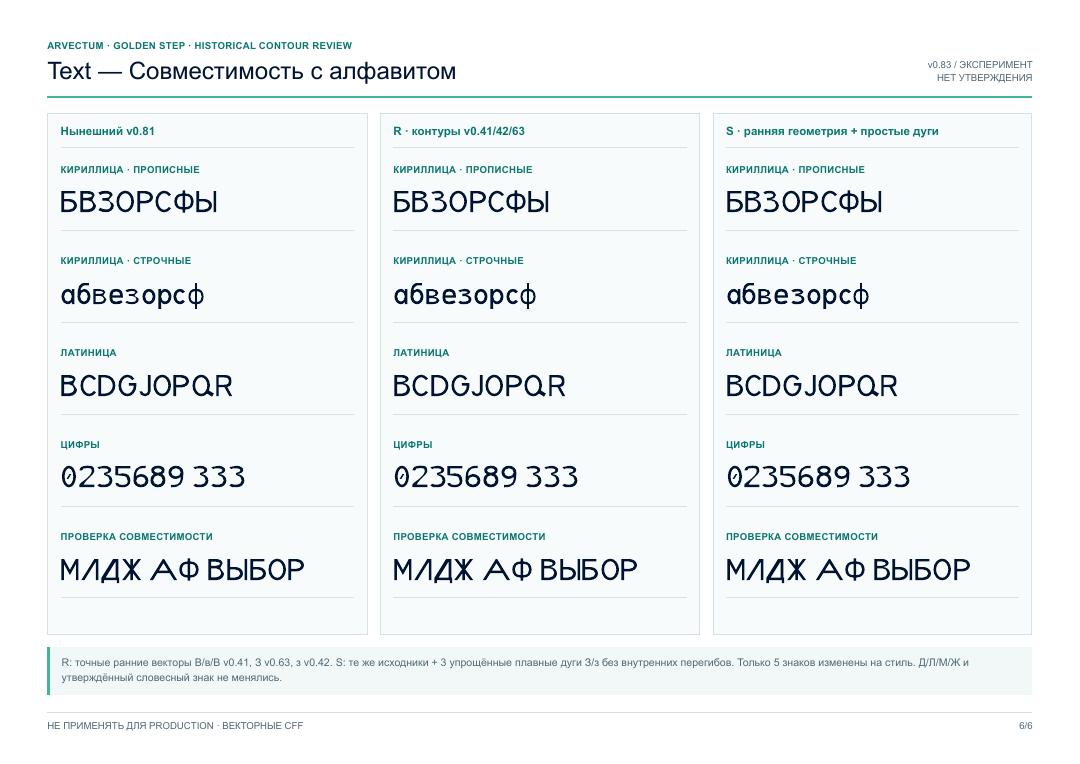 ARVECTUM · GOLDEN STEP · HISTORICAL CONTOUR REVIEW
Text — Совместимость с алфавитом
v0.83 / ЭКСПЕРИМЕНТ
НЕТ УТВЕРЖДЕНИЯ
Нынешний v0.81
КИРИЛЛИЦА · ПРОПИСНЫЕ
БВЗОРСФЫ
КИРИЛЛИЦА · СТРОЧНЫЕ
абвезорсф
ЛАТИНИЦА
BCDGJOPQR
ЦИФРЫ
0235689 333
ПРОВЕРКА СОВМЕСТИМОСТИ
МЛДЖ АФ ВЫБОР
R · контуры v0.41/42/63
КИРИЛЛИЦА · ПРОПИСНЫЕ
БВЗОРСФЫ
КИРИЛЛИЦА · СТРОЧНЫЕ
абвезорсф
ЛАТИНИЦА
BCDGJOPQR
ЦИФРЫ
0235689 333
ПРОВЕРКА СОВМЕСТИМОСТИ
МЛДЖ АФ ВЫБОР
S · ранняя геометрия + простые дуги
КИРИЛЛИЦА · ПРОПИСНЫЕ
БВЗОРСФЫ
КИРИЛЛИЦА · СТРОЧНЫЕ
абвезорсф
ЛАТИНИЦА
BCDGJOPQR
ЦИФРЫ
0235689 333
ПРОВЕРКА СОВМЕСТИМОСТИ
МЛДЖ АФ ВЫБОР
R: точные ранние векторы В/в/B v0.41, З v0.63, з v0.42. S: те же исходники + 3 упрощённые плавные дуги З/з без внутренних перегибов. Только 5 знаков изменены на стиль. Д/Л/М/Ж и
утверждённый словесный знак не менялись.
НЕ ПРИМЕНЯТЬ ДЛЯ PRODUCTION · ВЕКТОРНЫЕ CFF
6/6